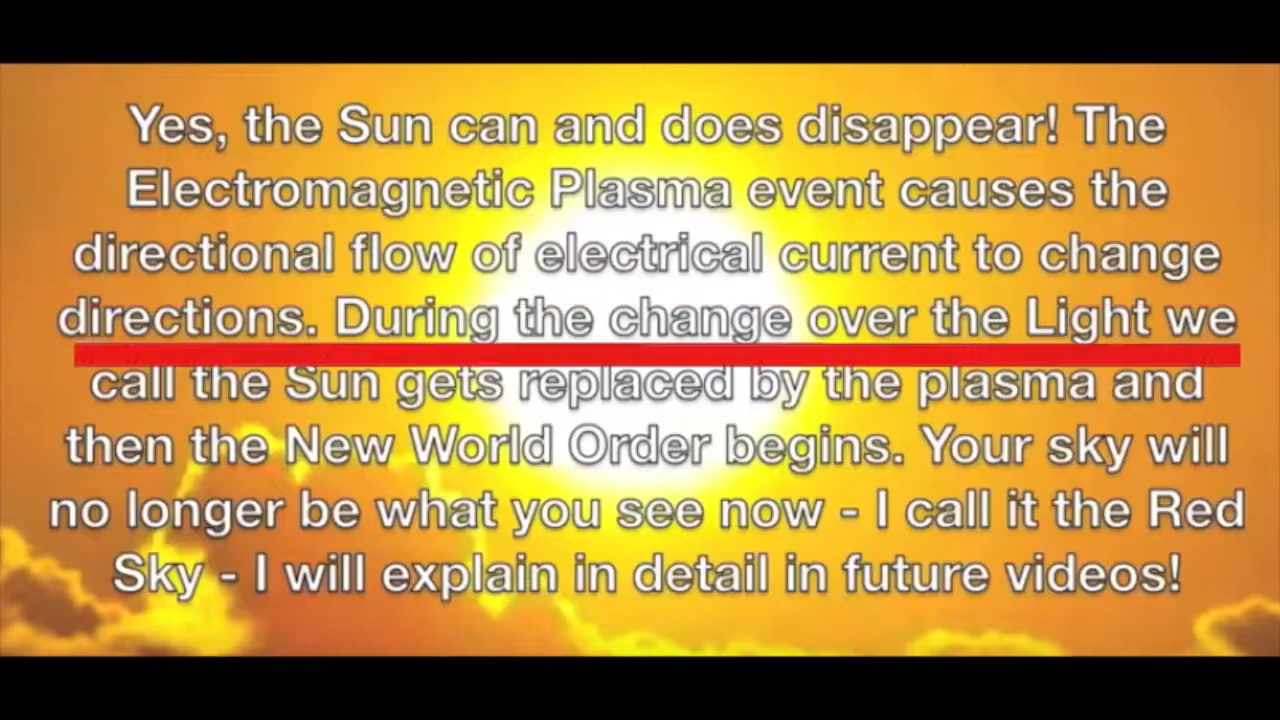 Yes, the Sun can and does disappear! The
Electromagnetic Plasma event causes the
directional flow of electrical current to change
directions. During the change over the Light we
call the Sun gets replaced by the plasma and
then the New World Order begins. Your sky will
no longer be what you see now - I call it the Red
Sky - I will explain in detail in future videos!